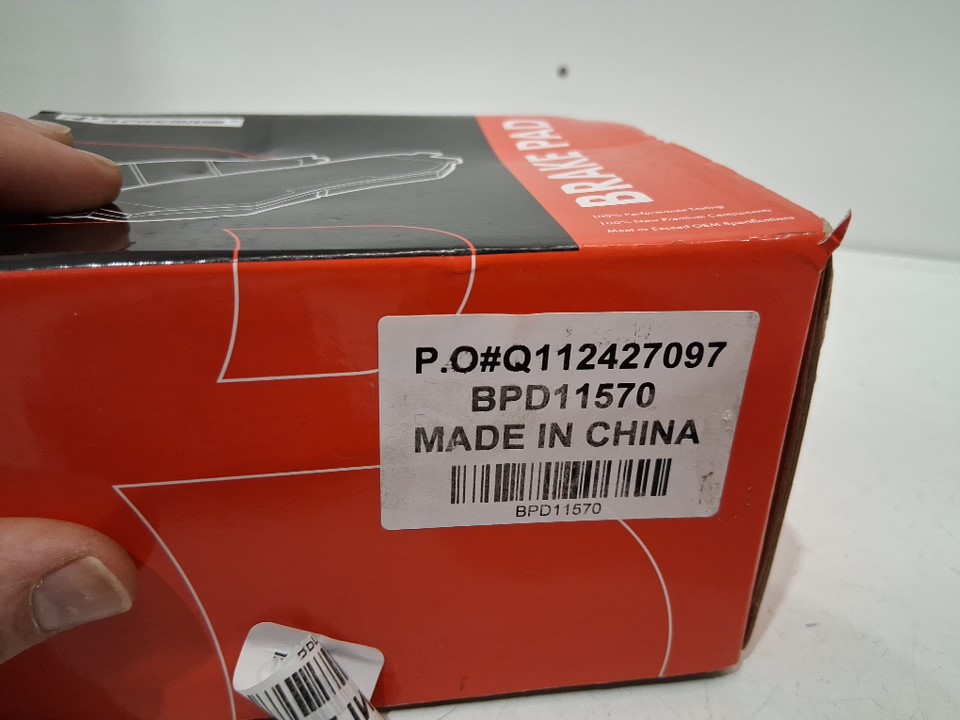 BRAKE PAD
100% Performance Testing
100% New Premium Components
Meet or Exceed OEM Specifications
P.O#Q112427097
BPD11570
MADE IN CHINA
BPD11570